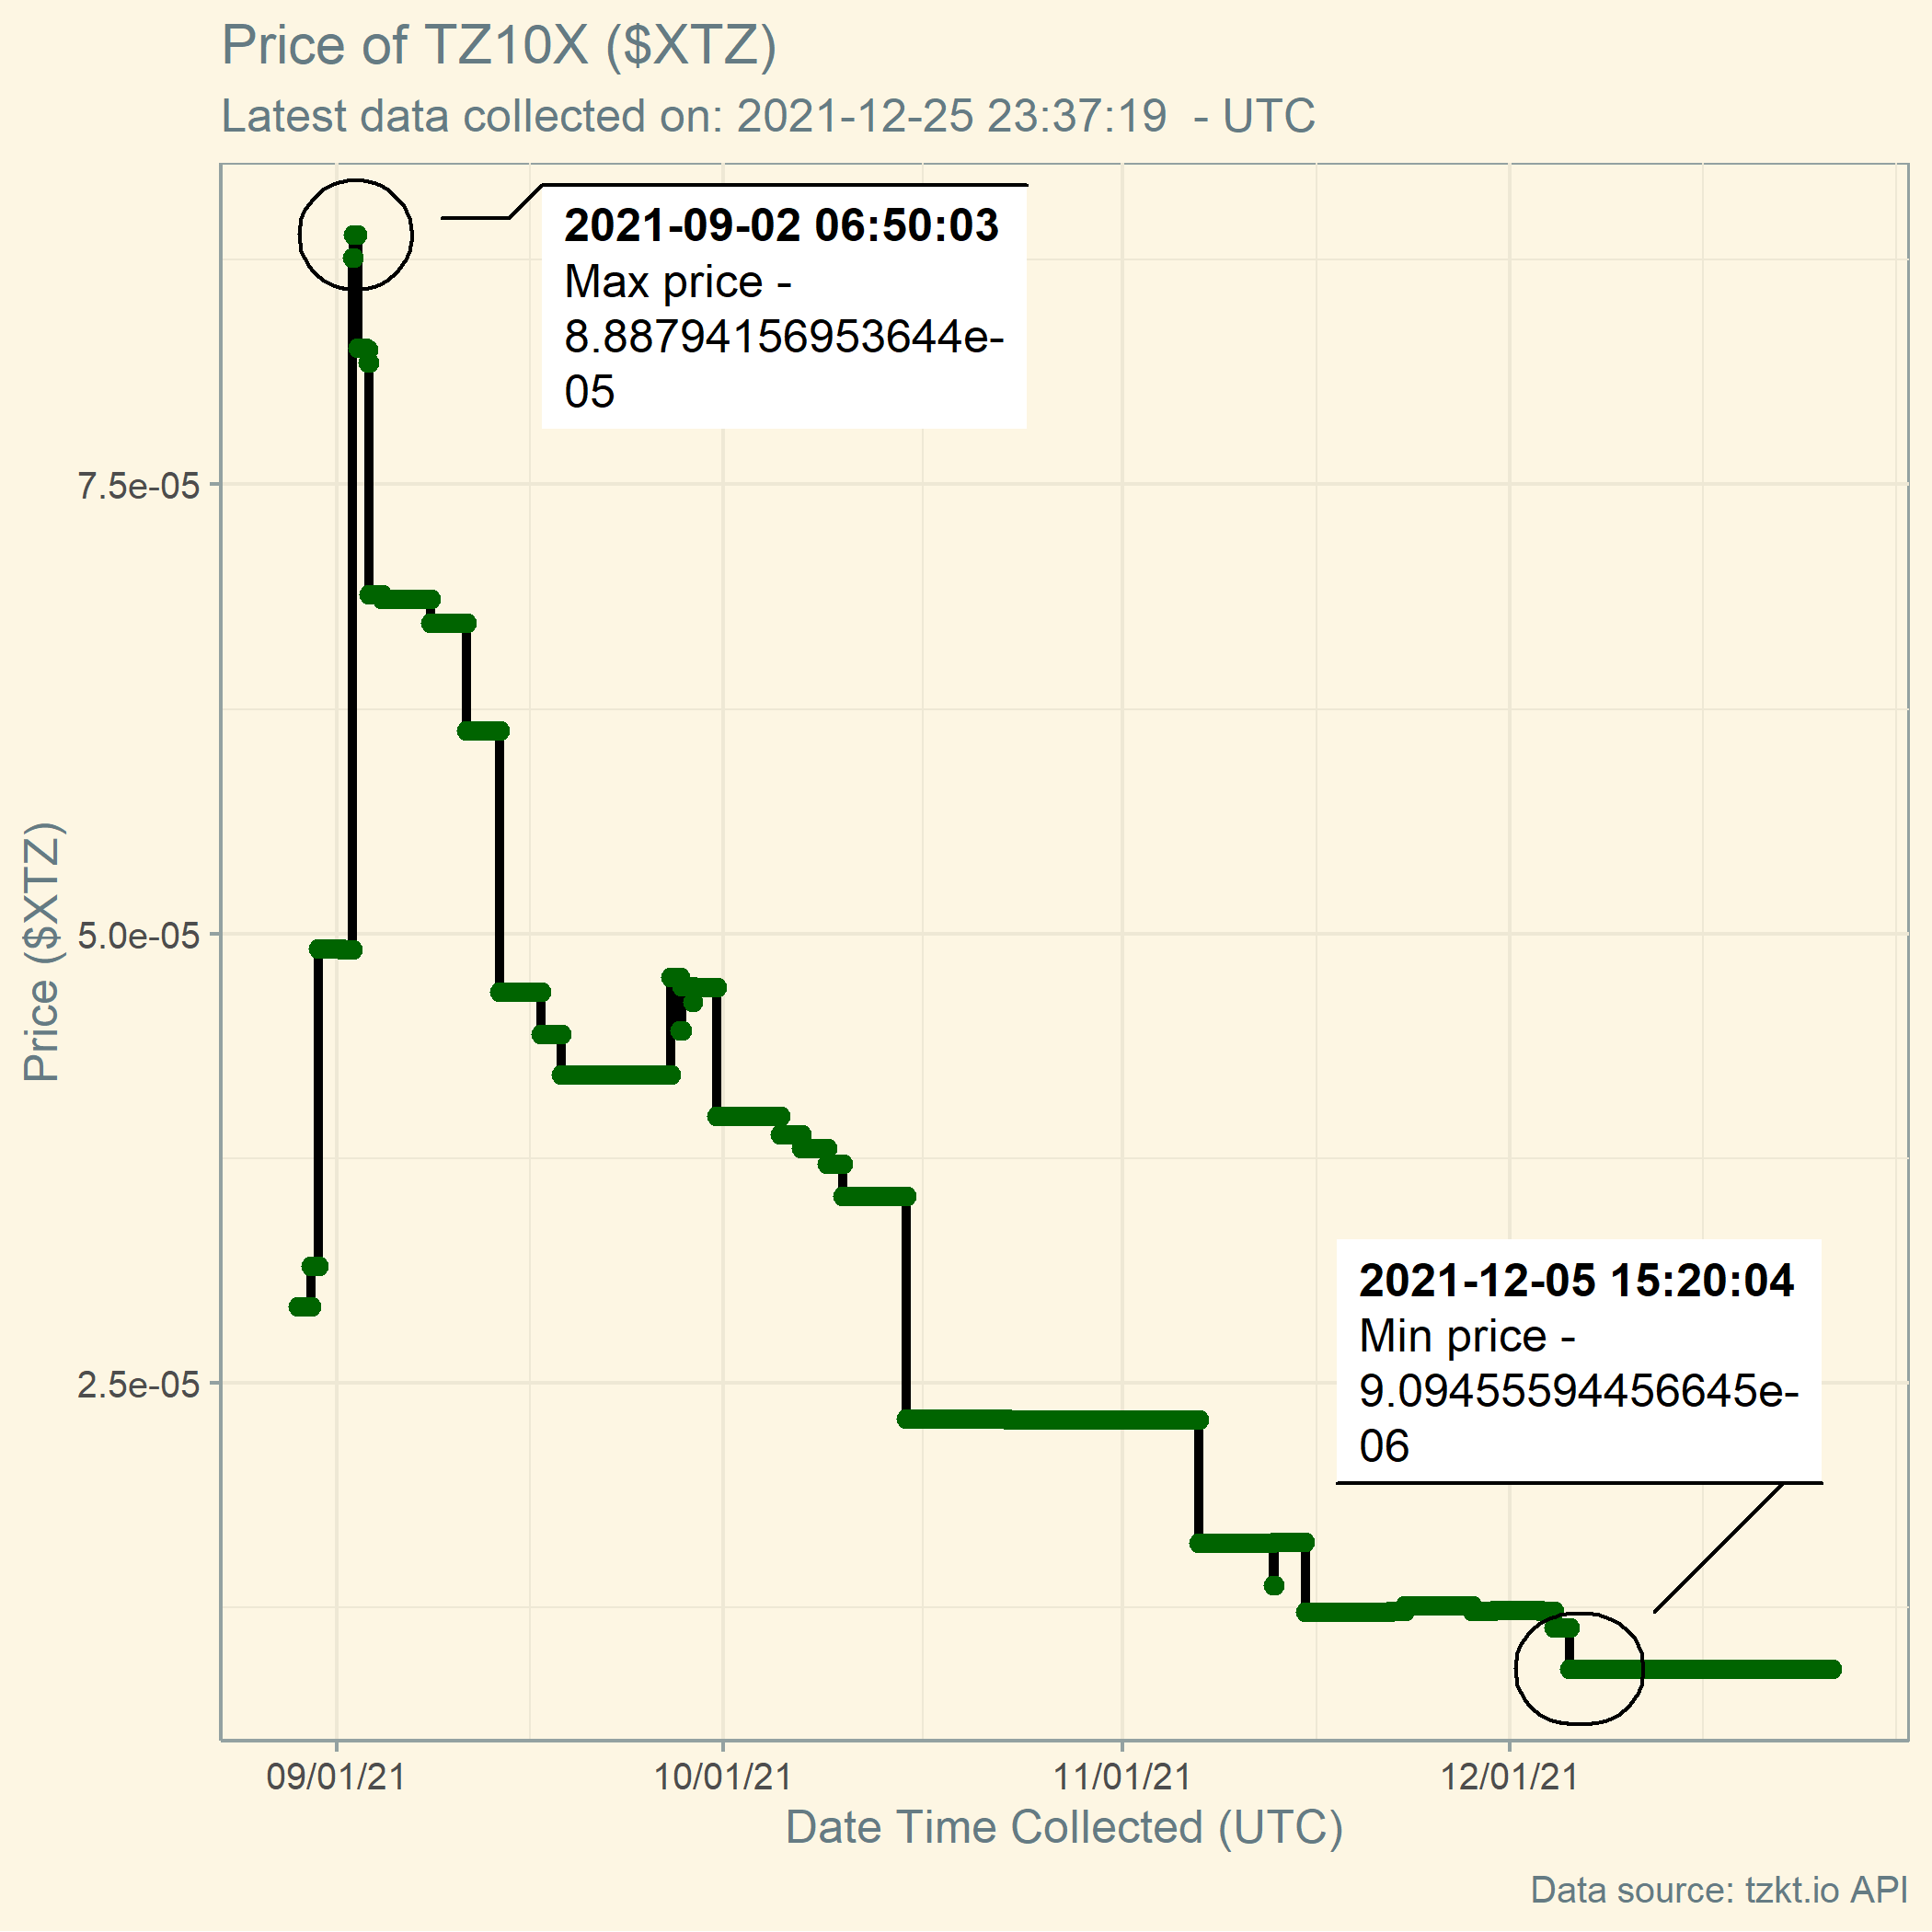 Price of TZ10X ($XTZ)
Latest data collected on: 2021-12-25 23:37:19  - UTC
2021-09-02 06:50:03
Max price -
8.88794156953644e-
05
7.5e-05
5.0e-05
2.5e-05
Price ($XTZ)
2021-12-05 15:20:04
Min price -
9.09455594456645e-
06
09/01/21
10/01/21
11/01/21
12/01/21
Date Time Collected (UTC)
Data source: tzkt.io API